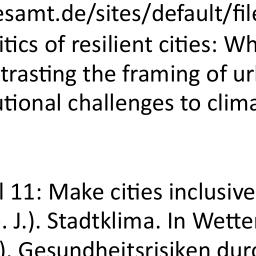 esamt.de/sites/default/file
itics of resilient cities: Wh
trasting the framing of ur
utional challenges to clima
l 11: Make cities inclusive
. J.). Stadtklima. In Wetter
). Gesundheitsrisiken durc